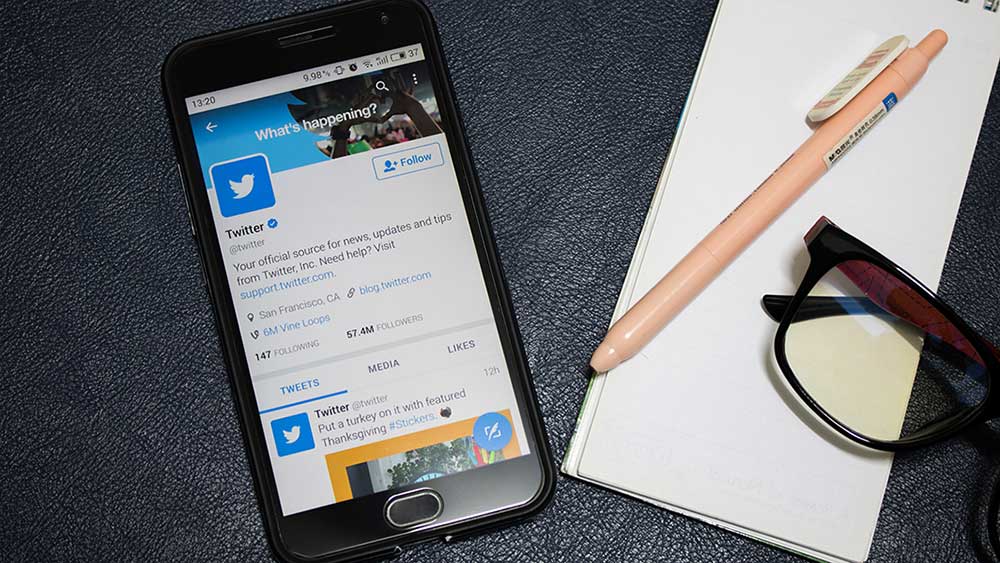 9.98% 37
13:20
What's happening?
Follow
Twitter
@twitter
Your official source for news, updates and tips
from Twitter, Inc. Need help? Visit
support.twitter.com.
San Francisco, CA blog.twitter.com
6M Vine Loops
147 FOLLOWING 57.4M FOLLOWERS
TWEETS MEDIA LIKES
Twitter @twitter 12h
Put a turkey on it with featured
Thanksgiving #Stickers.
M&G